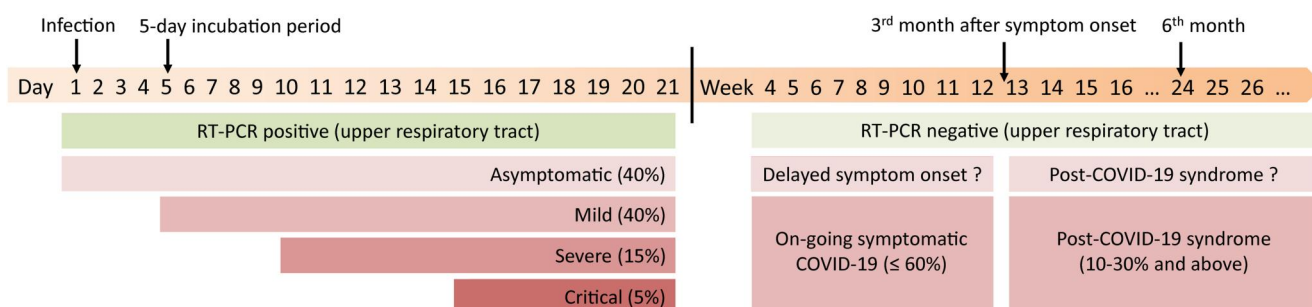 Infection
5-day incubation period
3rd month after symptom onset
6th month
Day 1 2 3 4 5 6 7 8 9 10 11 12 13 14 15 16 17 18 19 20 21
Week 4 5 6 7 8 9 10 11 12 13 14 15 16 ... 24 25 26 ...
RT-PCR positive (upper respiratory tract)
RT-PCR negative (upper respiratory tract)
Asymptomatic (40%)
Delayed symptom onset ?
Post-COVID-19 syndrome ?
Mild (40%)
Severe (15%)
Critical (5%)
On-going symptomatic
COVID-19 (≤ 60%)
Post-COVID-19 syndrome
(10-30% and above)